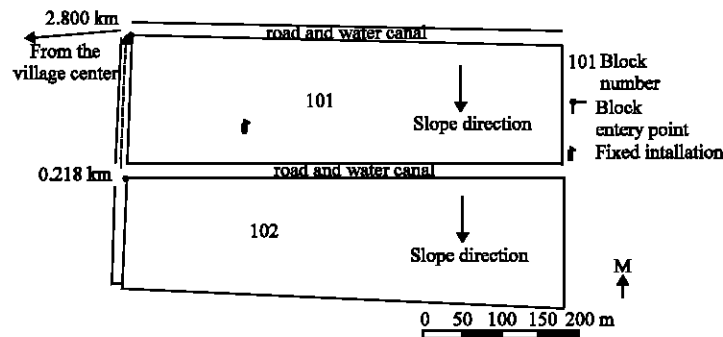 2.800 km
road and water canal
From the
village center
101
Slope direction
101 Block
number
Block
entery point
Fixed intallation
0.218 km
road and water canal
102
Slope direction
M
0 50 100 150 200 m